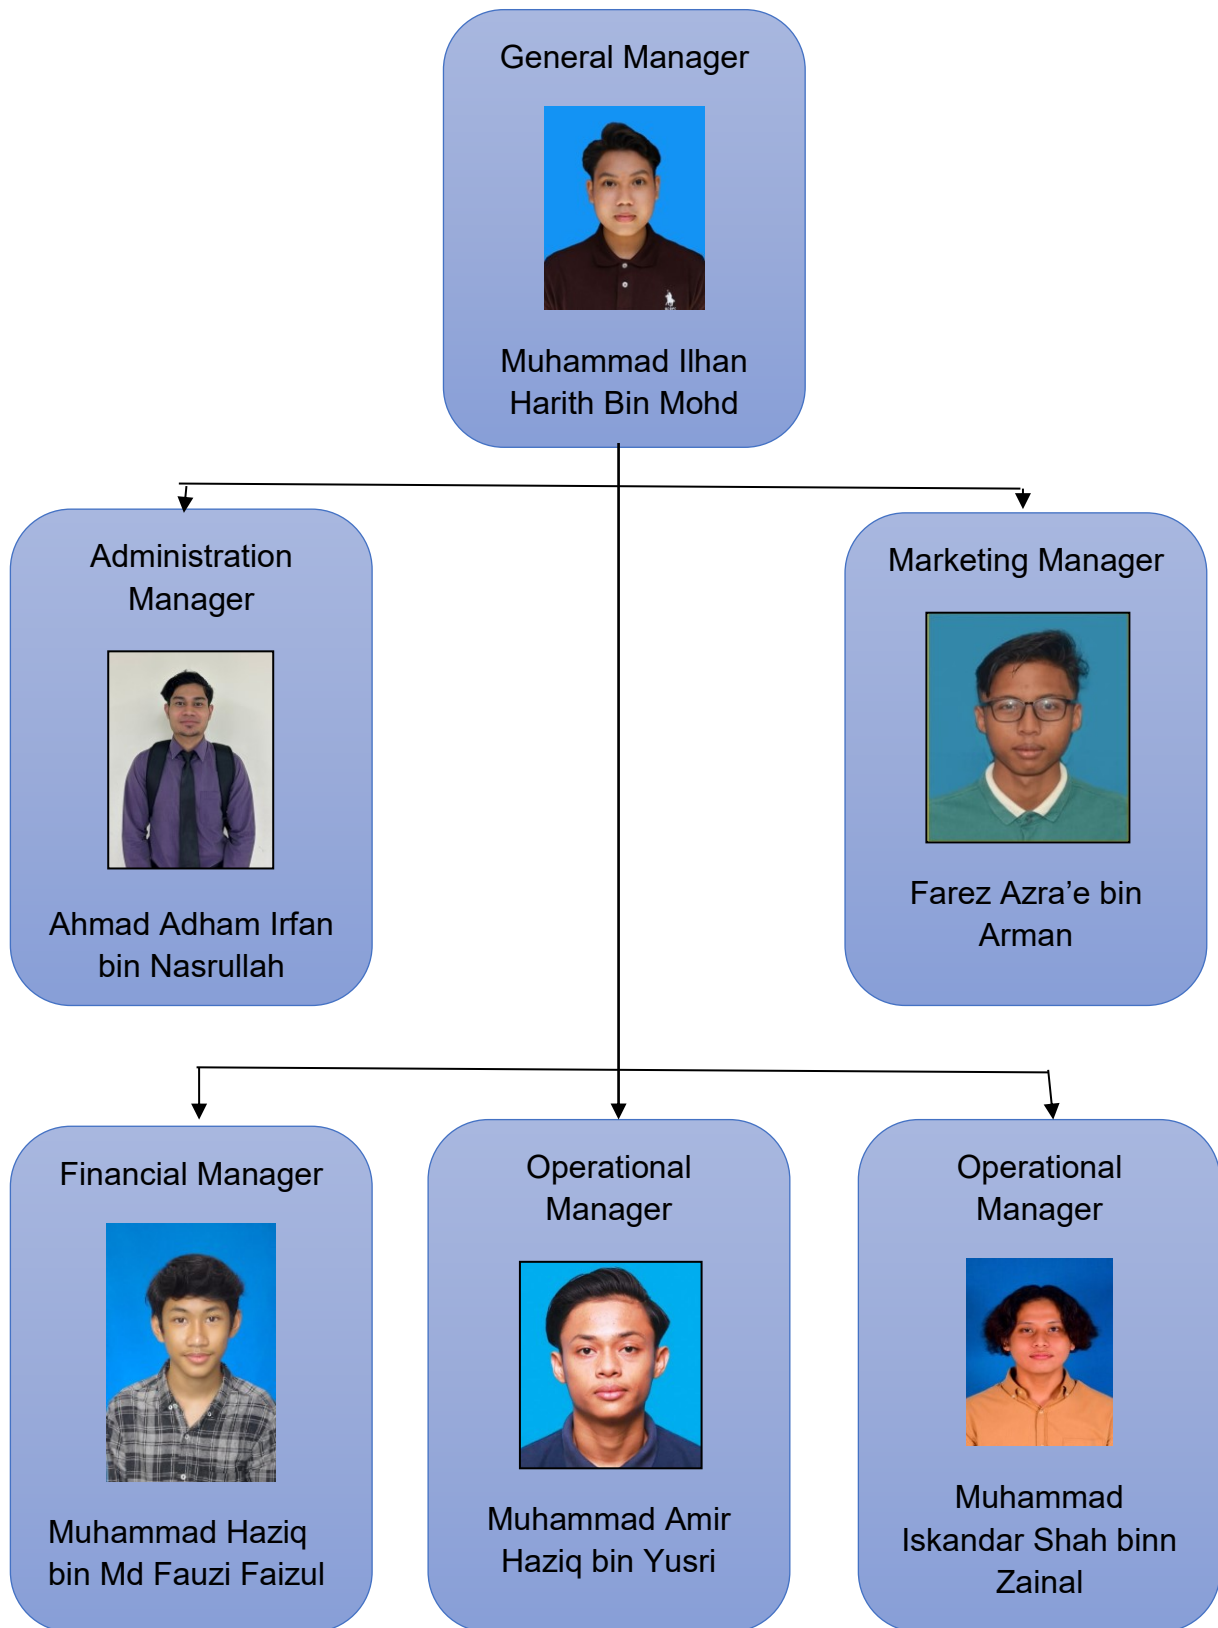 General Manager
Muhammad Ilhan
Harith Bin Mohd
Administration
Manager
Ahmad Adham Irfan
bin Nasrullah
Marketing Manager
Farez Azra’e bin
Arman
Financial Manager
Muhammad Haziq
bin Md Fauzi Faizul
Operational
Manager
Muhammad Amir
Haziq bin Yusri
Operational
Manager
Muhammad
Iskandar Shah binn
Zainal